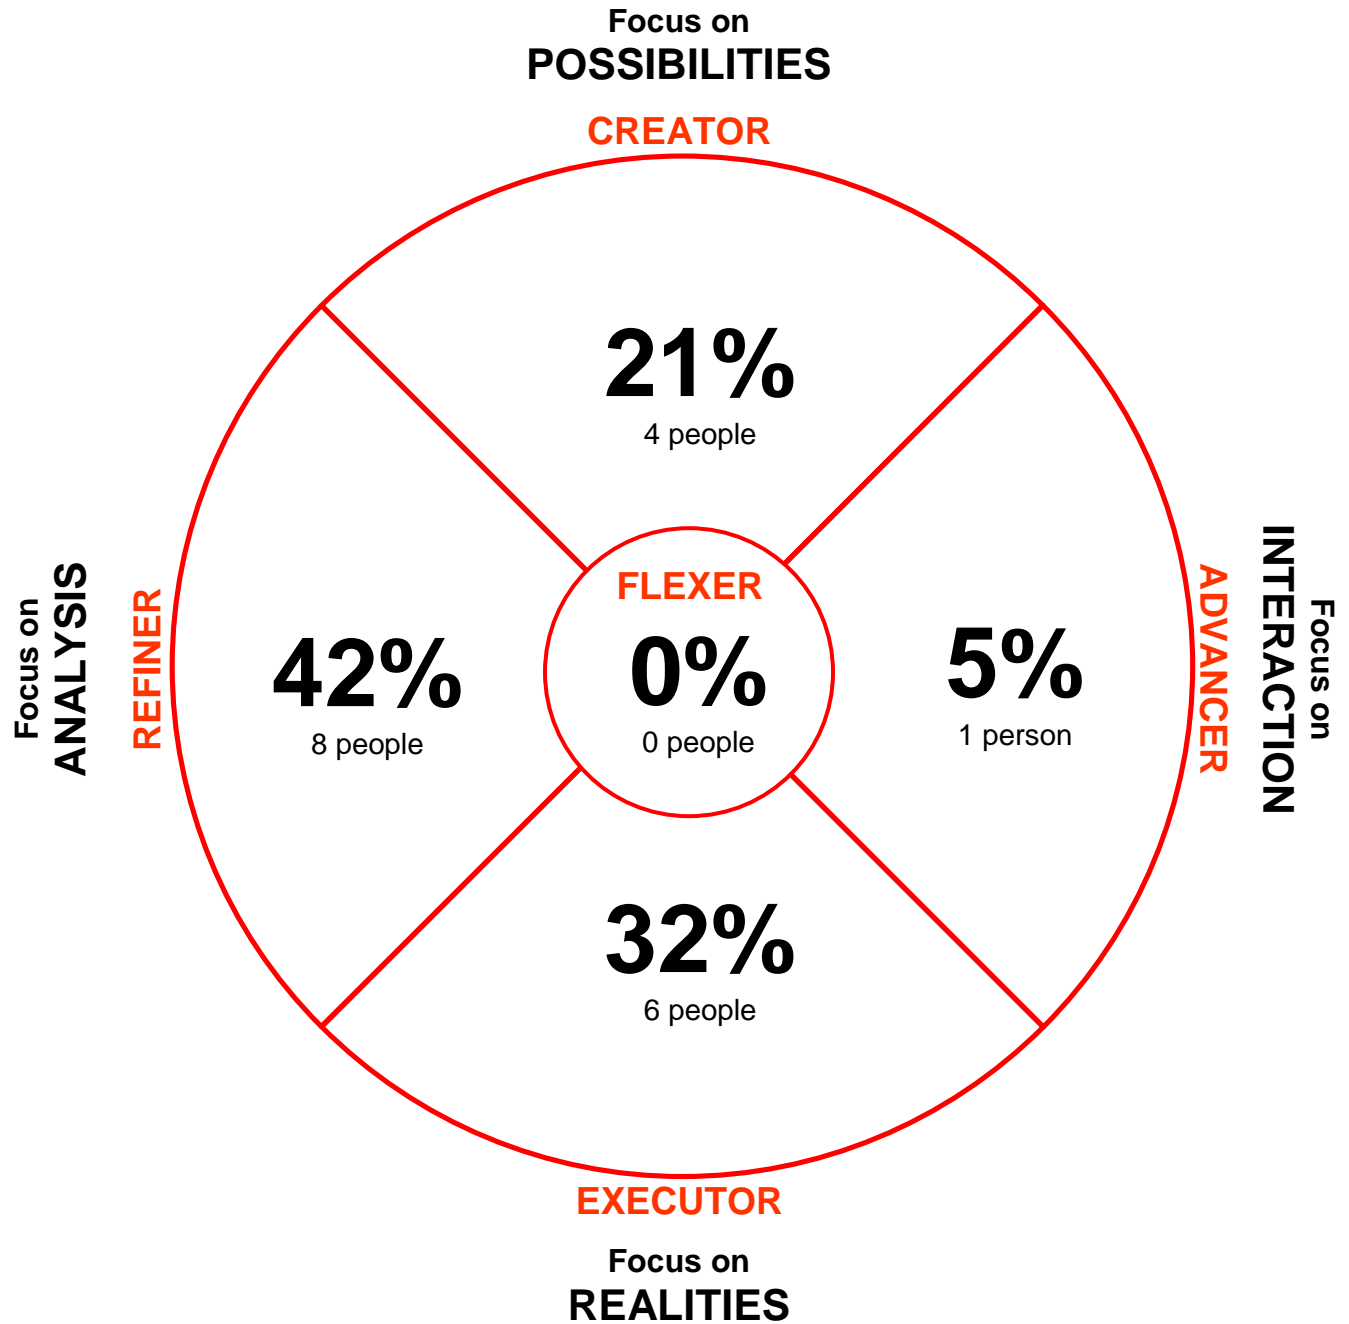 Focus on
POSSIBILITIES
CREATOR
21%
4 people
Focus on
ANALYSIS
REFINER
42%
8 people
FLEXER
0%
0 people
5%
1 person
ADVANCER
Focus on
INTERACTION
32%
6 people
EXECUTOR
Focus on
REALITIES